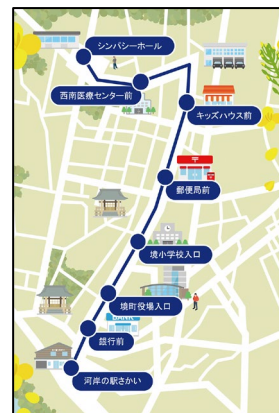 シンパシーホール
西南医療センター前
キッズハウス前
〒
郵便局前
境小学校入口
境町役場入口
BANK
銀行前
河岸の駅さかい